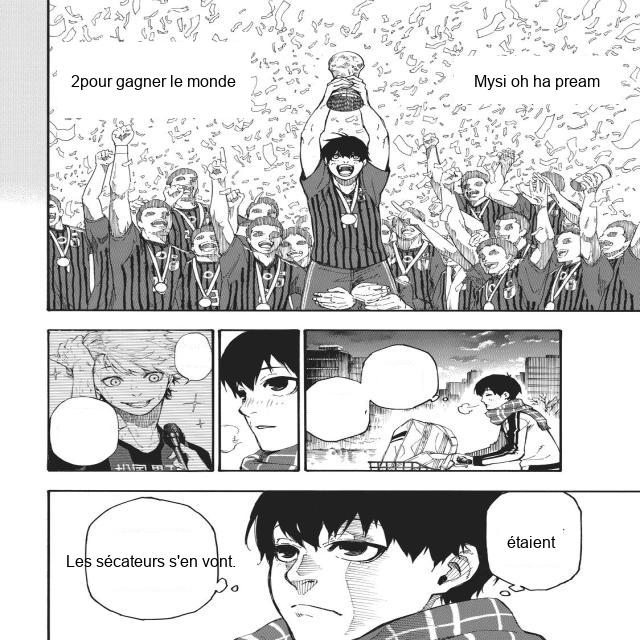 2pour gagner le monde
Mysi oh ha pream
Les sécateurs s'en vont.
étaient